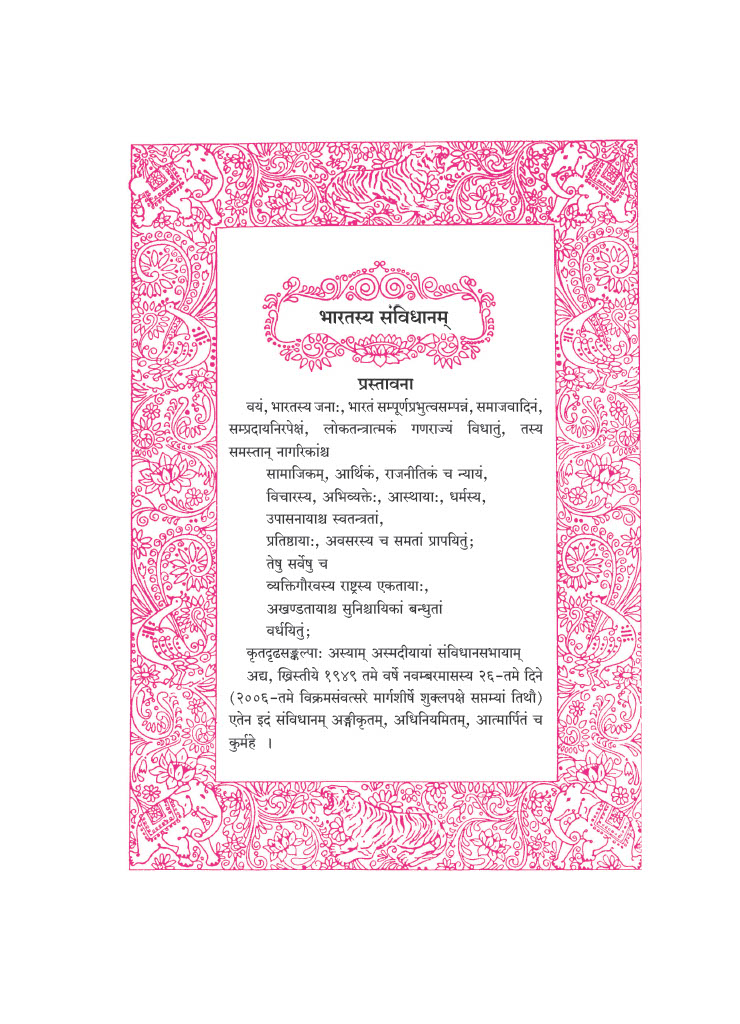 भारतस्य संविधानम्
प्रस्तावना
वयं, भारतस्य जनाः, भारतं सम्पूर्णप्रभुत्वसम्पन्नं, समाजवादिनं,
सम्प्रदायनिरपेक्षं, लोकतन्त्रात्मकं गणराज्यं विधातुं, तस्य
समस्तान् नागरिकांश्च
सामाजिकम्, आर्थिकं, राजनीतिकं च न्यायं,
विचारस्य, अभिव्यक्तेः, आस्थायाः, धर्मस्य,
उपासनायाश्च स्वतन्त्रतां,
प्रतिष्ठायाः, अवसरस्य च समतां प्रापयितुं;
तेषु सर्वेषु च
व्यक्तिगौरवस्य राष्ट्रस्य एकतायाः,
अखण्डतायाश्च सुनिश्चायिकां बन्धुतां
वर्धयितुं;
कृतदृढसङ्कल्पाः अस्याम् अस्मदीयायां संविधानसभायाम्
अद्य, ख्रिस्तीये १९४९ तमे वर्षे नवम्बरमासस्य २६-तमे दिने
(२००६-तमे विक्रमसंवत्सरे मार्गशीर्षे शुक्लपक्षे सप्तम्यां तिथौ)
एतेन इदं संविधानम् अङ्गीकृतम्, अधिनियमितम्, आत्मार्पितं च
कुर्महे ।